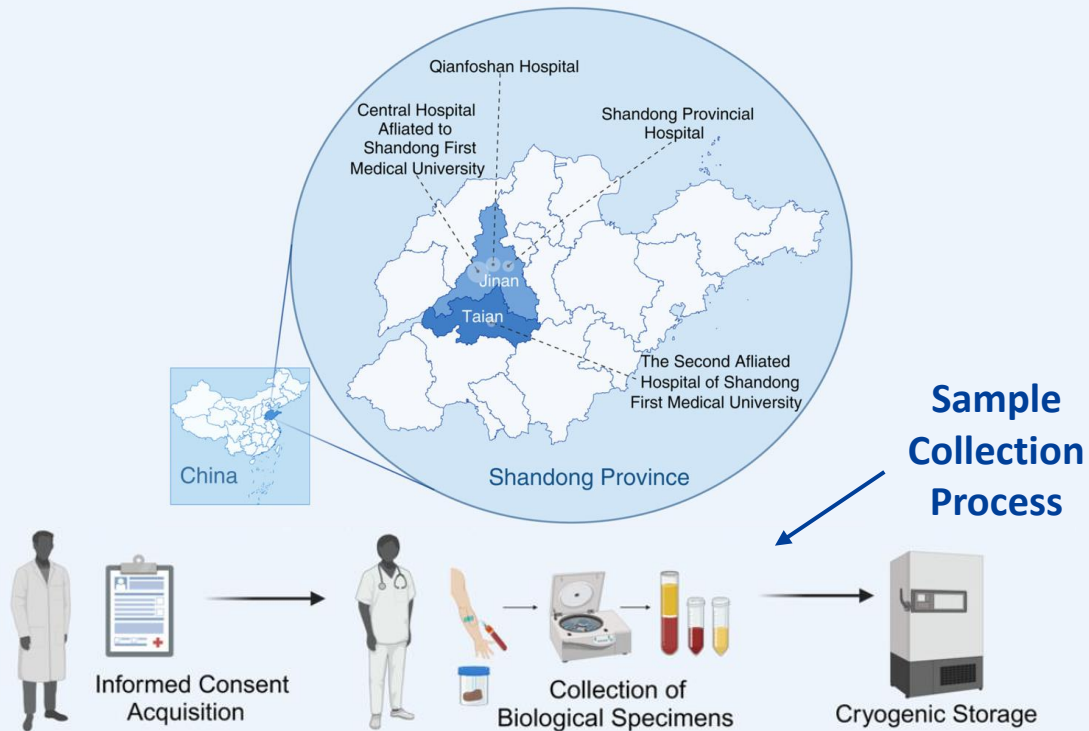 Qianfoshan Hospital
Central Hospital
Afliated to
Shandong First
Medical University
Shandong Provincial
Hospital
Jinan
Taian
The Second Afliated
Hospital of Shandong
First Medical University
China
Shandong Province
Sample
Collection
Process
Informed Consent
Acquisition
Collection of
Biological Specimens
Cryogenic Storage